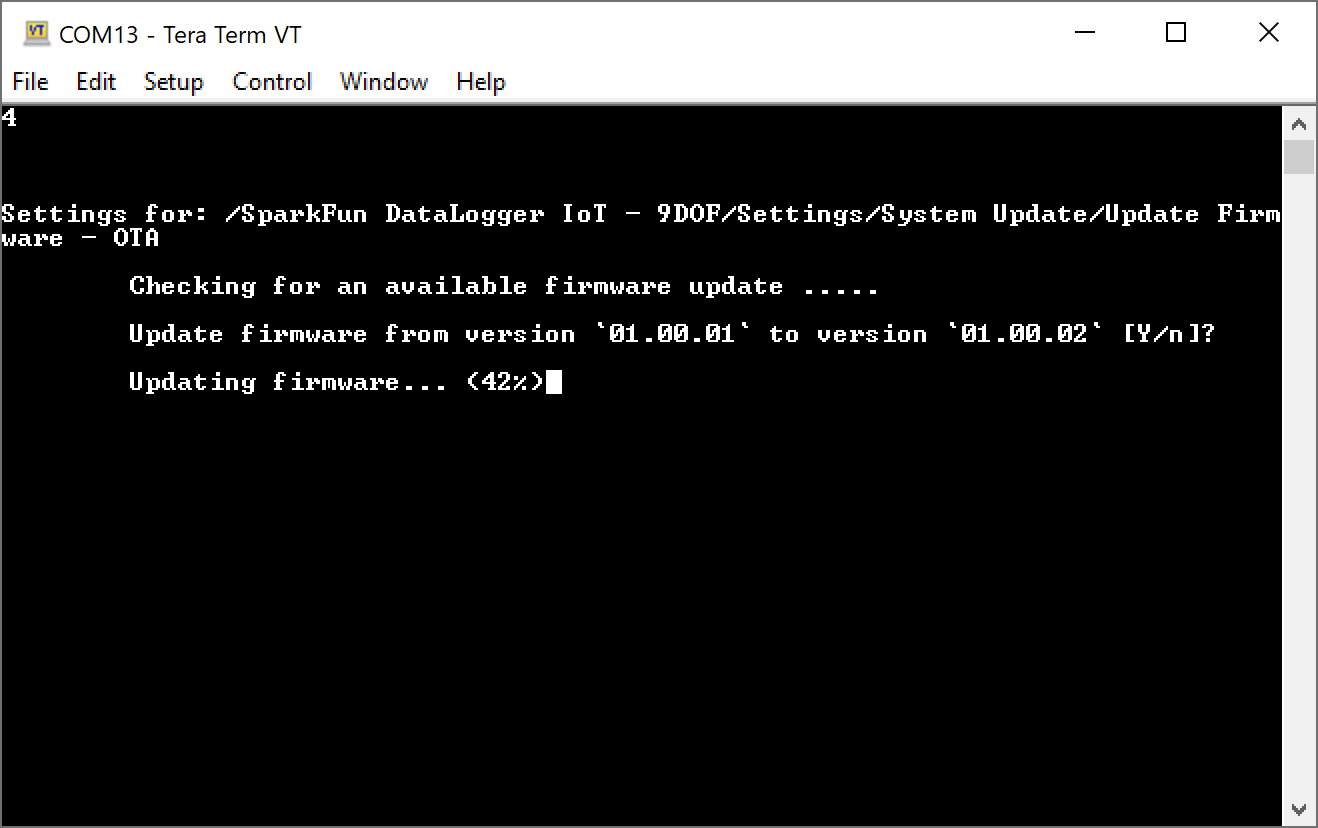 COM13 - Tera Term VT
File Edit Setup Control Window Help
4
Settings for: /SparkFun DataLogger IoT - 9DOF/Settings/System Update/Update Firm
ware - OTA
Checking for an available firmware update .....
Update firmware from version `01.00.01` to version `01.00.02` [Y/n]?
Updating firmware... (42%)